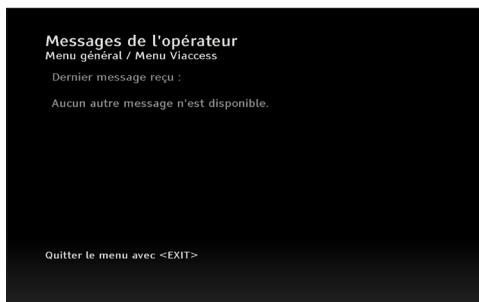 Messages de l'opérateur
Menu général / Menu Viaccess
Dernier message reçu :
Aucun autre message n'est disponible.
Quitter le menu avec <EXIT>